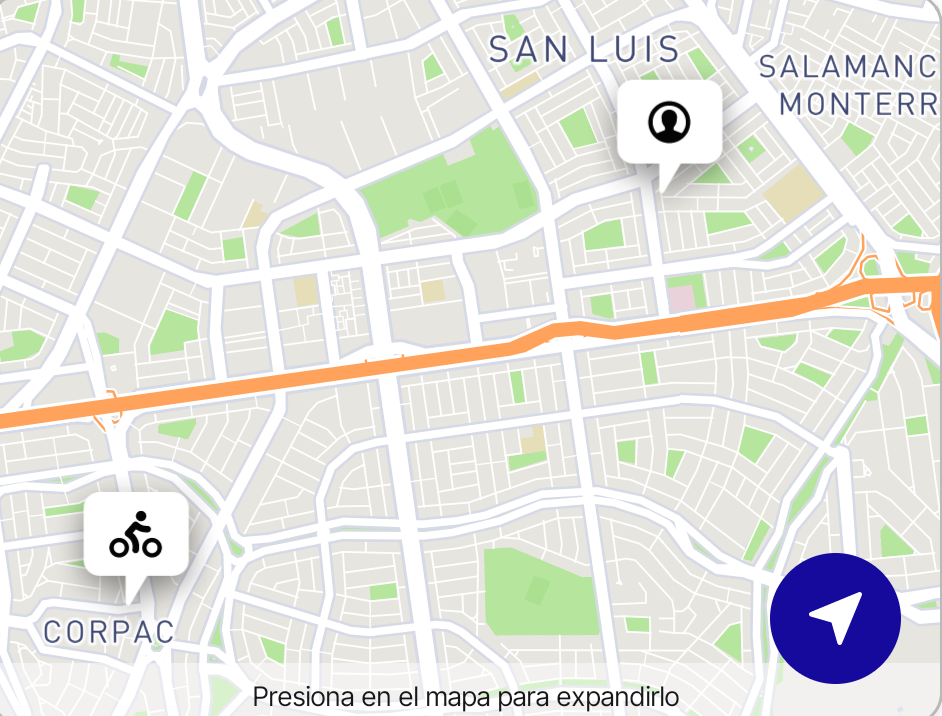 SAN LUIS
SALAMANC
MONTERR
CORPAC
Presiona en el mapa para expandirlo